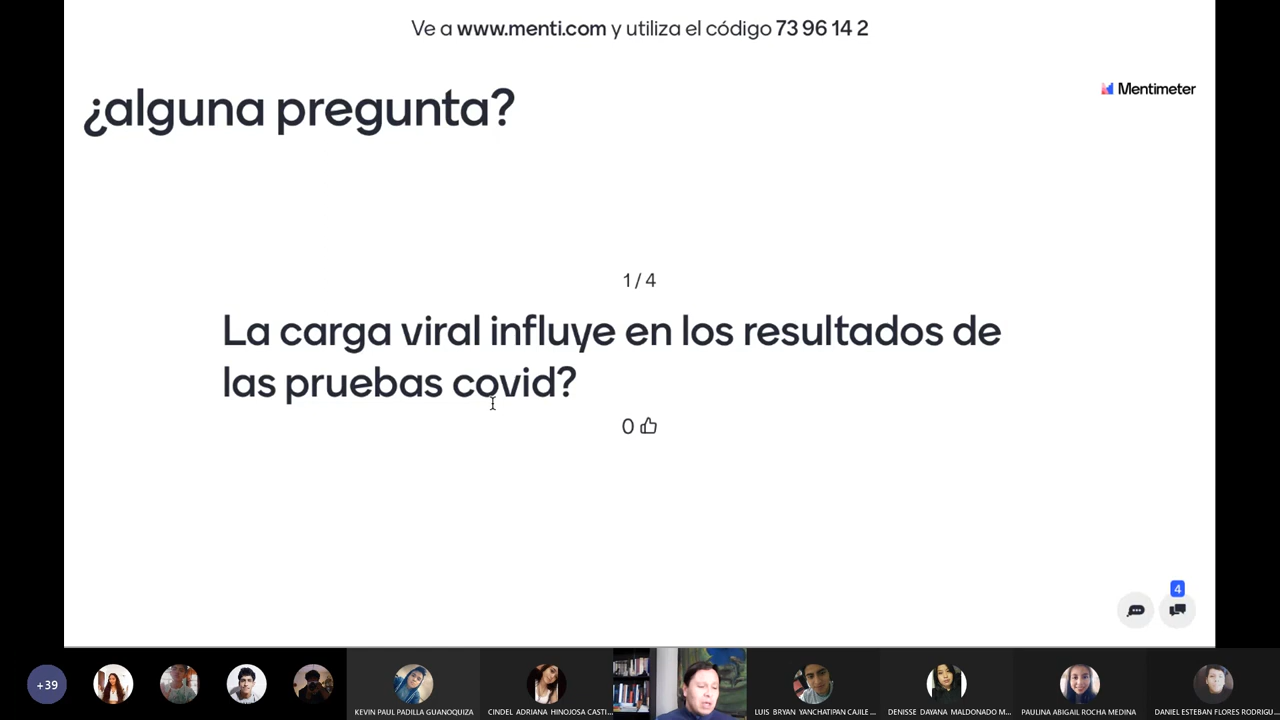 Ve a www.menti.com y utiliza el código 73 96 14 2
Mentimeter
¿alguna pregunta?
1 / 4
La carga viral influye en los resultados de
las pruebas covid?
0
4
+39
KEVIN PAUL PADILLA GUANOQUIZA
CINDEL ADRIANA HINOJOSA CASTI...
LUIS BRYAN YANCHATIPAN CAJILE...
DENISSE DAYANA MALDONADO M...
PAULINA ABIGAIL ROCHA MEDINA
DANIEL ESTEBAN FLORES RODRIGU